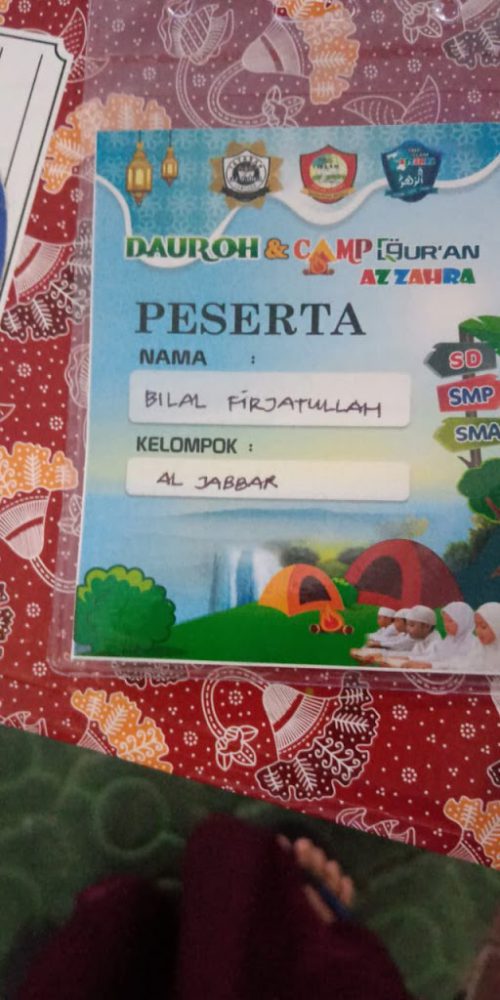 DAUROH & CAMP QUR'AN
AZ ZAHRA
PESERTA
NAMA :
BILAL FIRJATULLAH
KELOMPOK :
AL JABBAR
SD
SMP
SMA